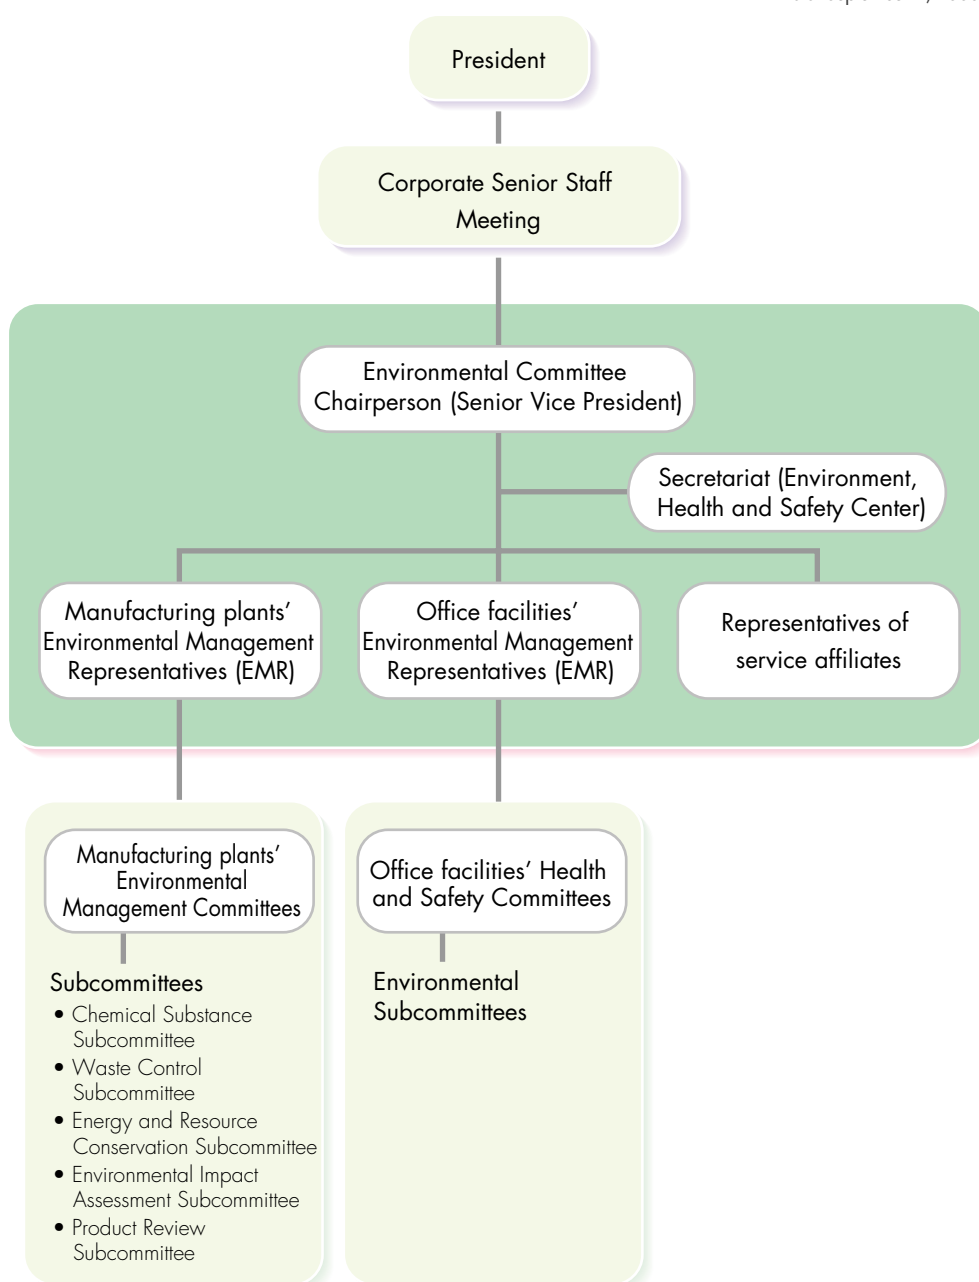 President
Corporate Senior Staff
Meeting
Environmental Committee
Chairperson (Senior Vice President)
Secretariat (Environment,
Health and Safety Center)
Manufacturing plants’
Environmental Management
Representatives (EMR)
Office facilities’
Environmental Management
Representatives (EMR)
Representatives of
service affiliates
Manufacturing plants’
Environmental
Management Committees
Subcommittees
• Chemical Substance
Subcommittee
• Waste Control
Subcommittee
• Energy and Resource
Conservation Subcommittee
• Environmental Impact
Assessment Subcommittee
• Product Review
Subcommittee
Office facilities’ Health
and Safety Committees
Environmental
Subcommittees